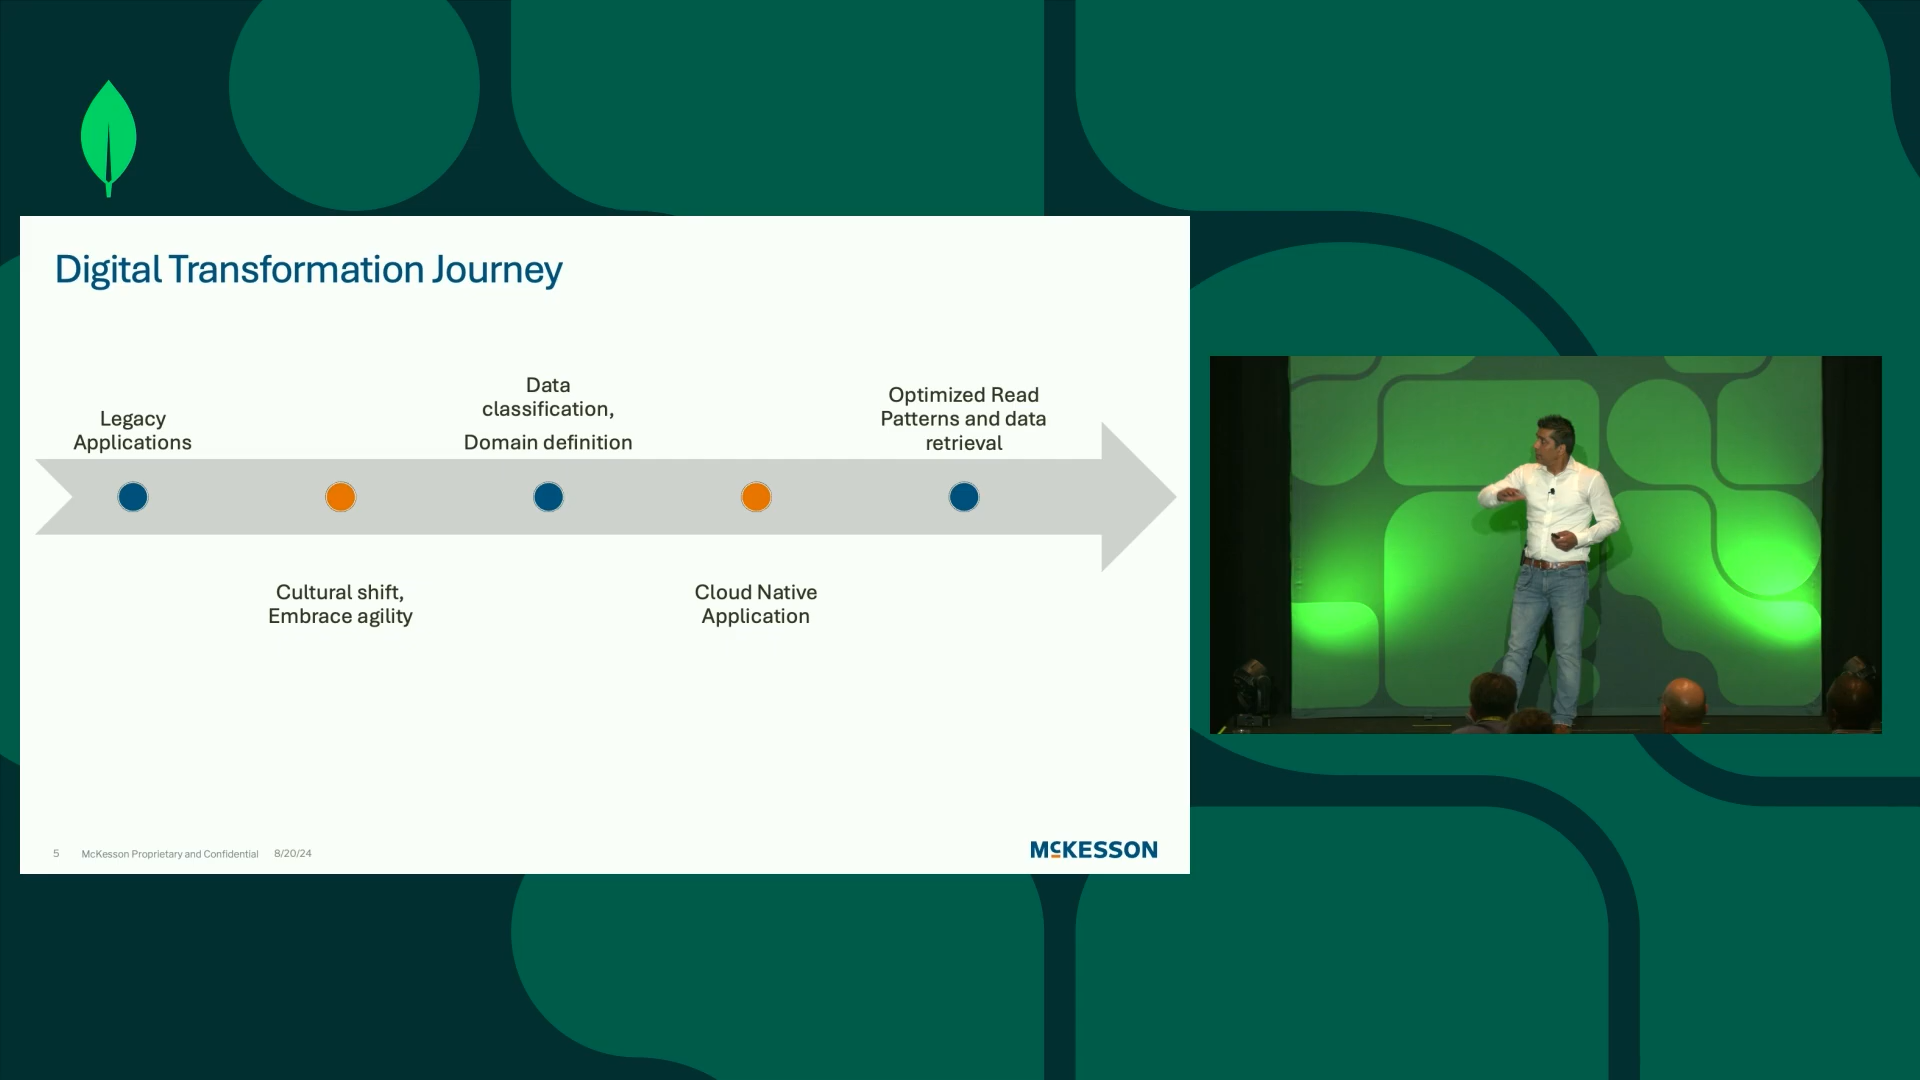 Digital Transformation Journey
Legacy
Applications
Cultural shift,
Embrace agility
Data
classification,
Domain definition
Cloud Native
Application
Optimized Read
Patterns and data
retrieval
5 McKesson Proprietary and Confidential 8/20/24
MCKESSON